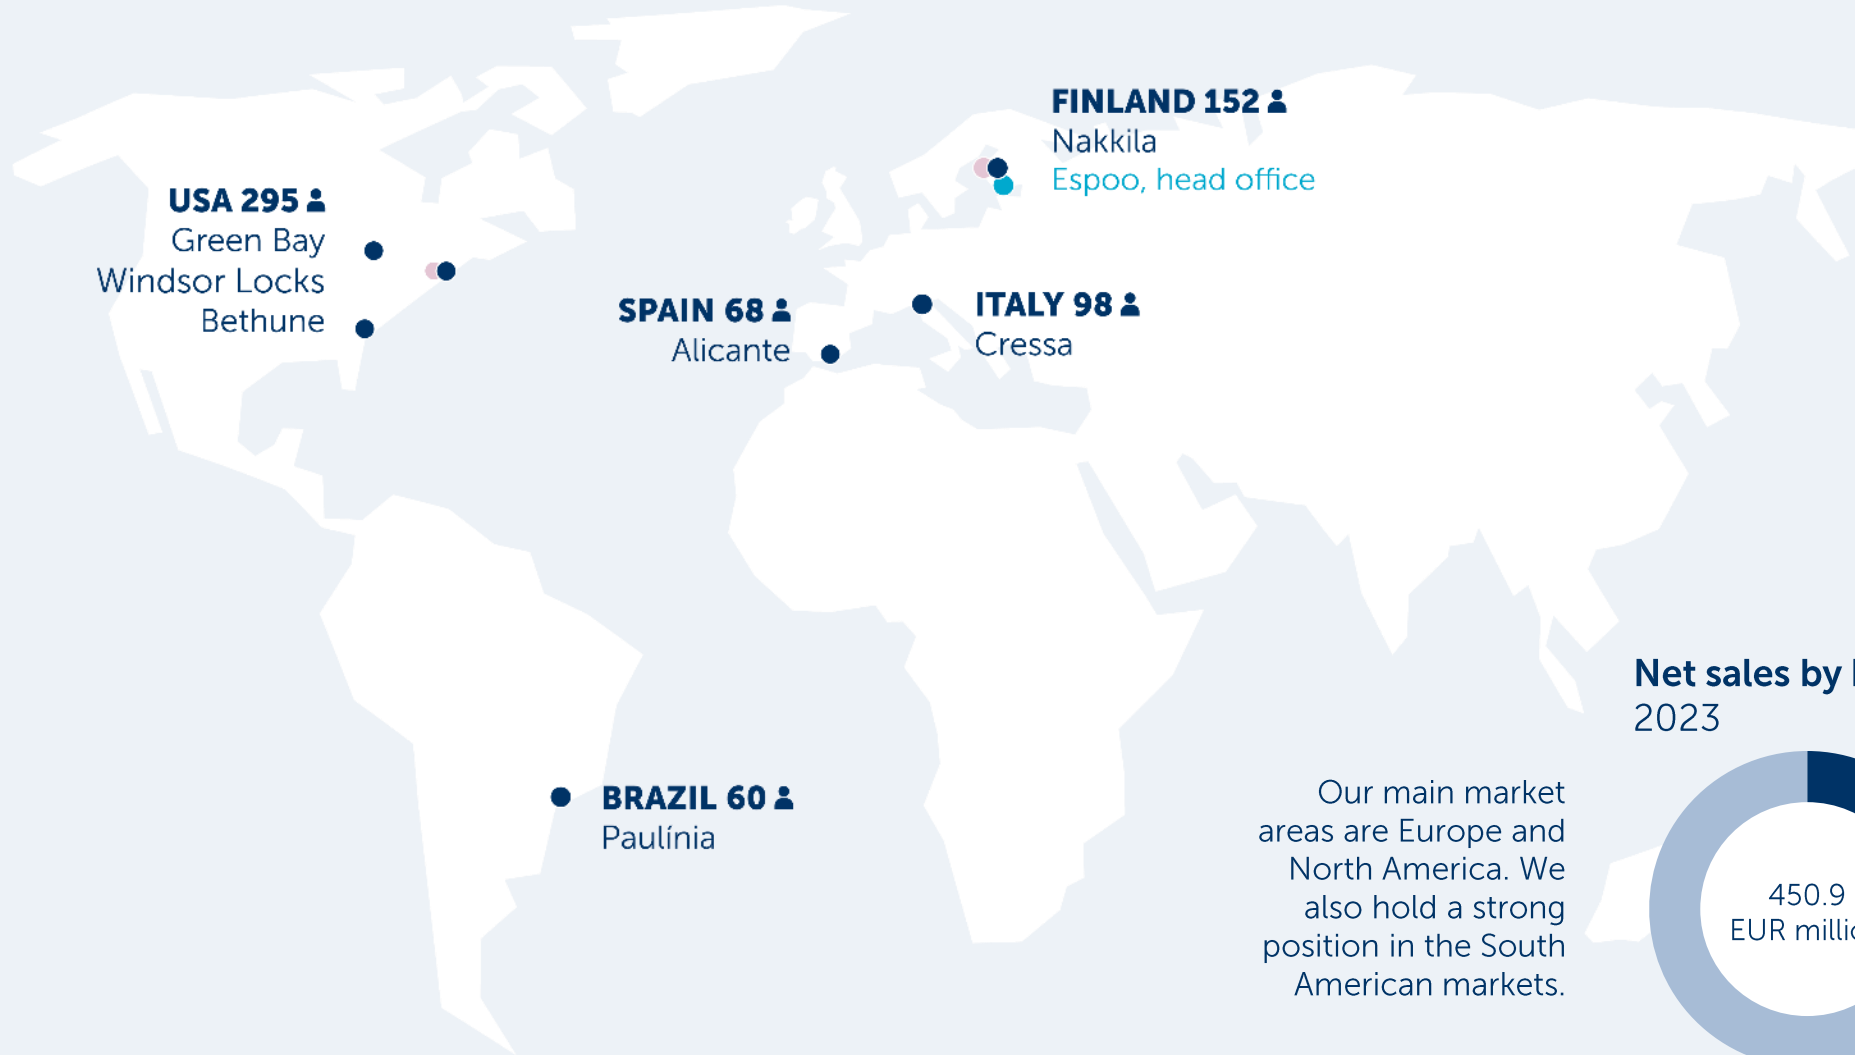 FINLAND 152
Nakkila
Espoo, head office
USA 295
Green Bay
Windsor Locks
Bethune
SPAIN 68
Alicante
ITALY 98
Cressa
BRAZIL 60
Paulínia
Our main market
areas are Europe and
North America. We
also hold a strong
position in the South
American markets.
Net sales by
2023
450.9
EUR